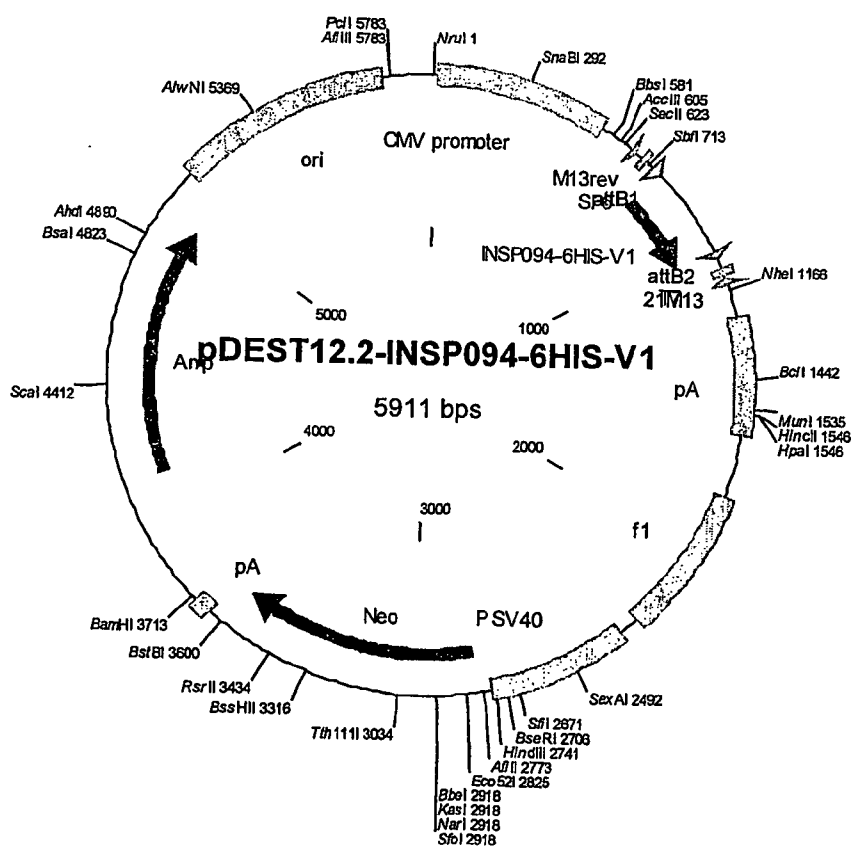 PciI 5783
AflIII 5783
NruI 1
SnaBI 292
BbsI 581
AccIII 605
SacII 623
SbfI 713
AlwNI 5369
CMV promoter
ori
M13rev
SP6
attB1
AhdI 4890
BsaI 4823
INSP094-6HIS-V1
attB2
21M13
NheI 1168
5000
1000
pDEST12.2-INSP094-6HIS-V1
Amp
ScaI 4412
5911 bps
pA
BclI 1442
MunI 1535
HincII 1546
HpaI 1546
4000
2000
3000
f1
pA
Neo
PSV40
BamHI 3713
BstBI 3600
RsrII 3434
BssHII 3316
Tth111I 3034
SexAI 2492
SfiI 2671
BseRI 2703
HindIII 2741
AflII 2773
Eco52I 2825
BbeI 2918
KasI 2918
NarI 2918
SfoI 2918